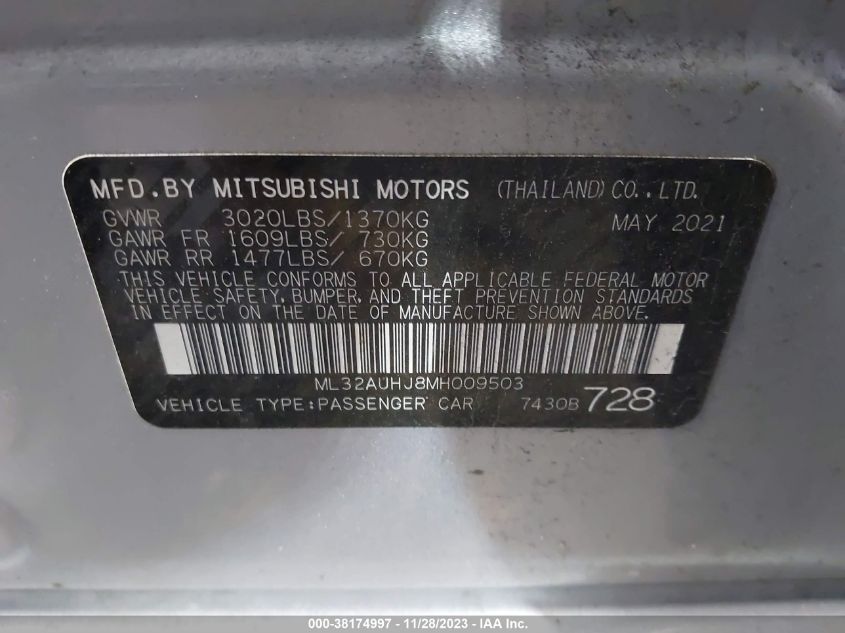 MFD.BY MITSUBISHI MOTORS (THAILAND) CO., LTD.
GVWR 3020LBS/1370KG MAY 2021
GAWR FR 1609LBS/ 730KG
GAWR RR 1477LBS/ 670KG
THIS VEHICLE CONFORMS TO ALL APPLICABLE FEDERAL MOTOR
VEHICLE SAFETY, BUMPER, AND THEFT PREVENTION STANDARDS
IN EFFECT ON THE DATE OF MANUFACTURE SHOWN ABOVE.
ML32AUHJ8MH009503
VEHICLE TYPE:PASSENGER CAR 7430B 728
000-38174997 - 11/28/2023 - IAA Inc.